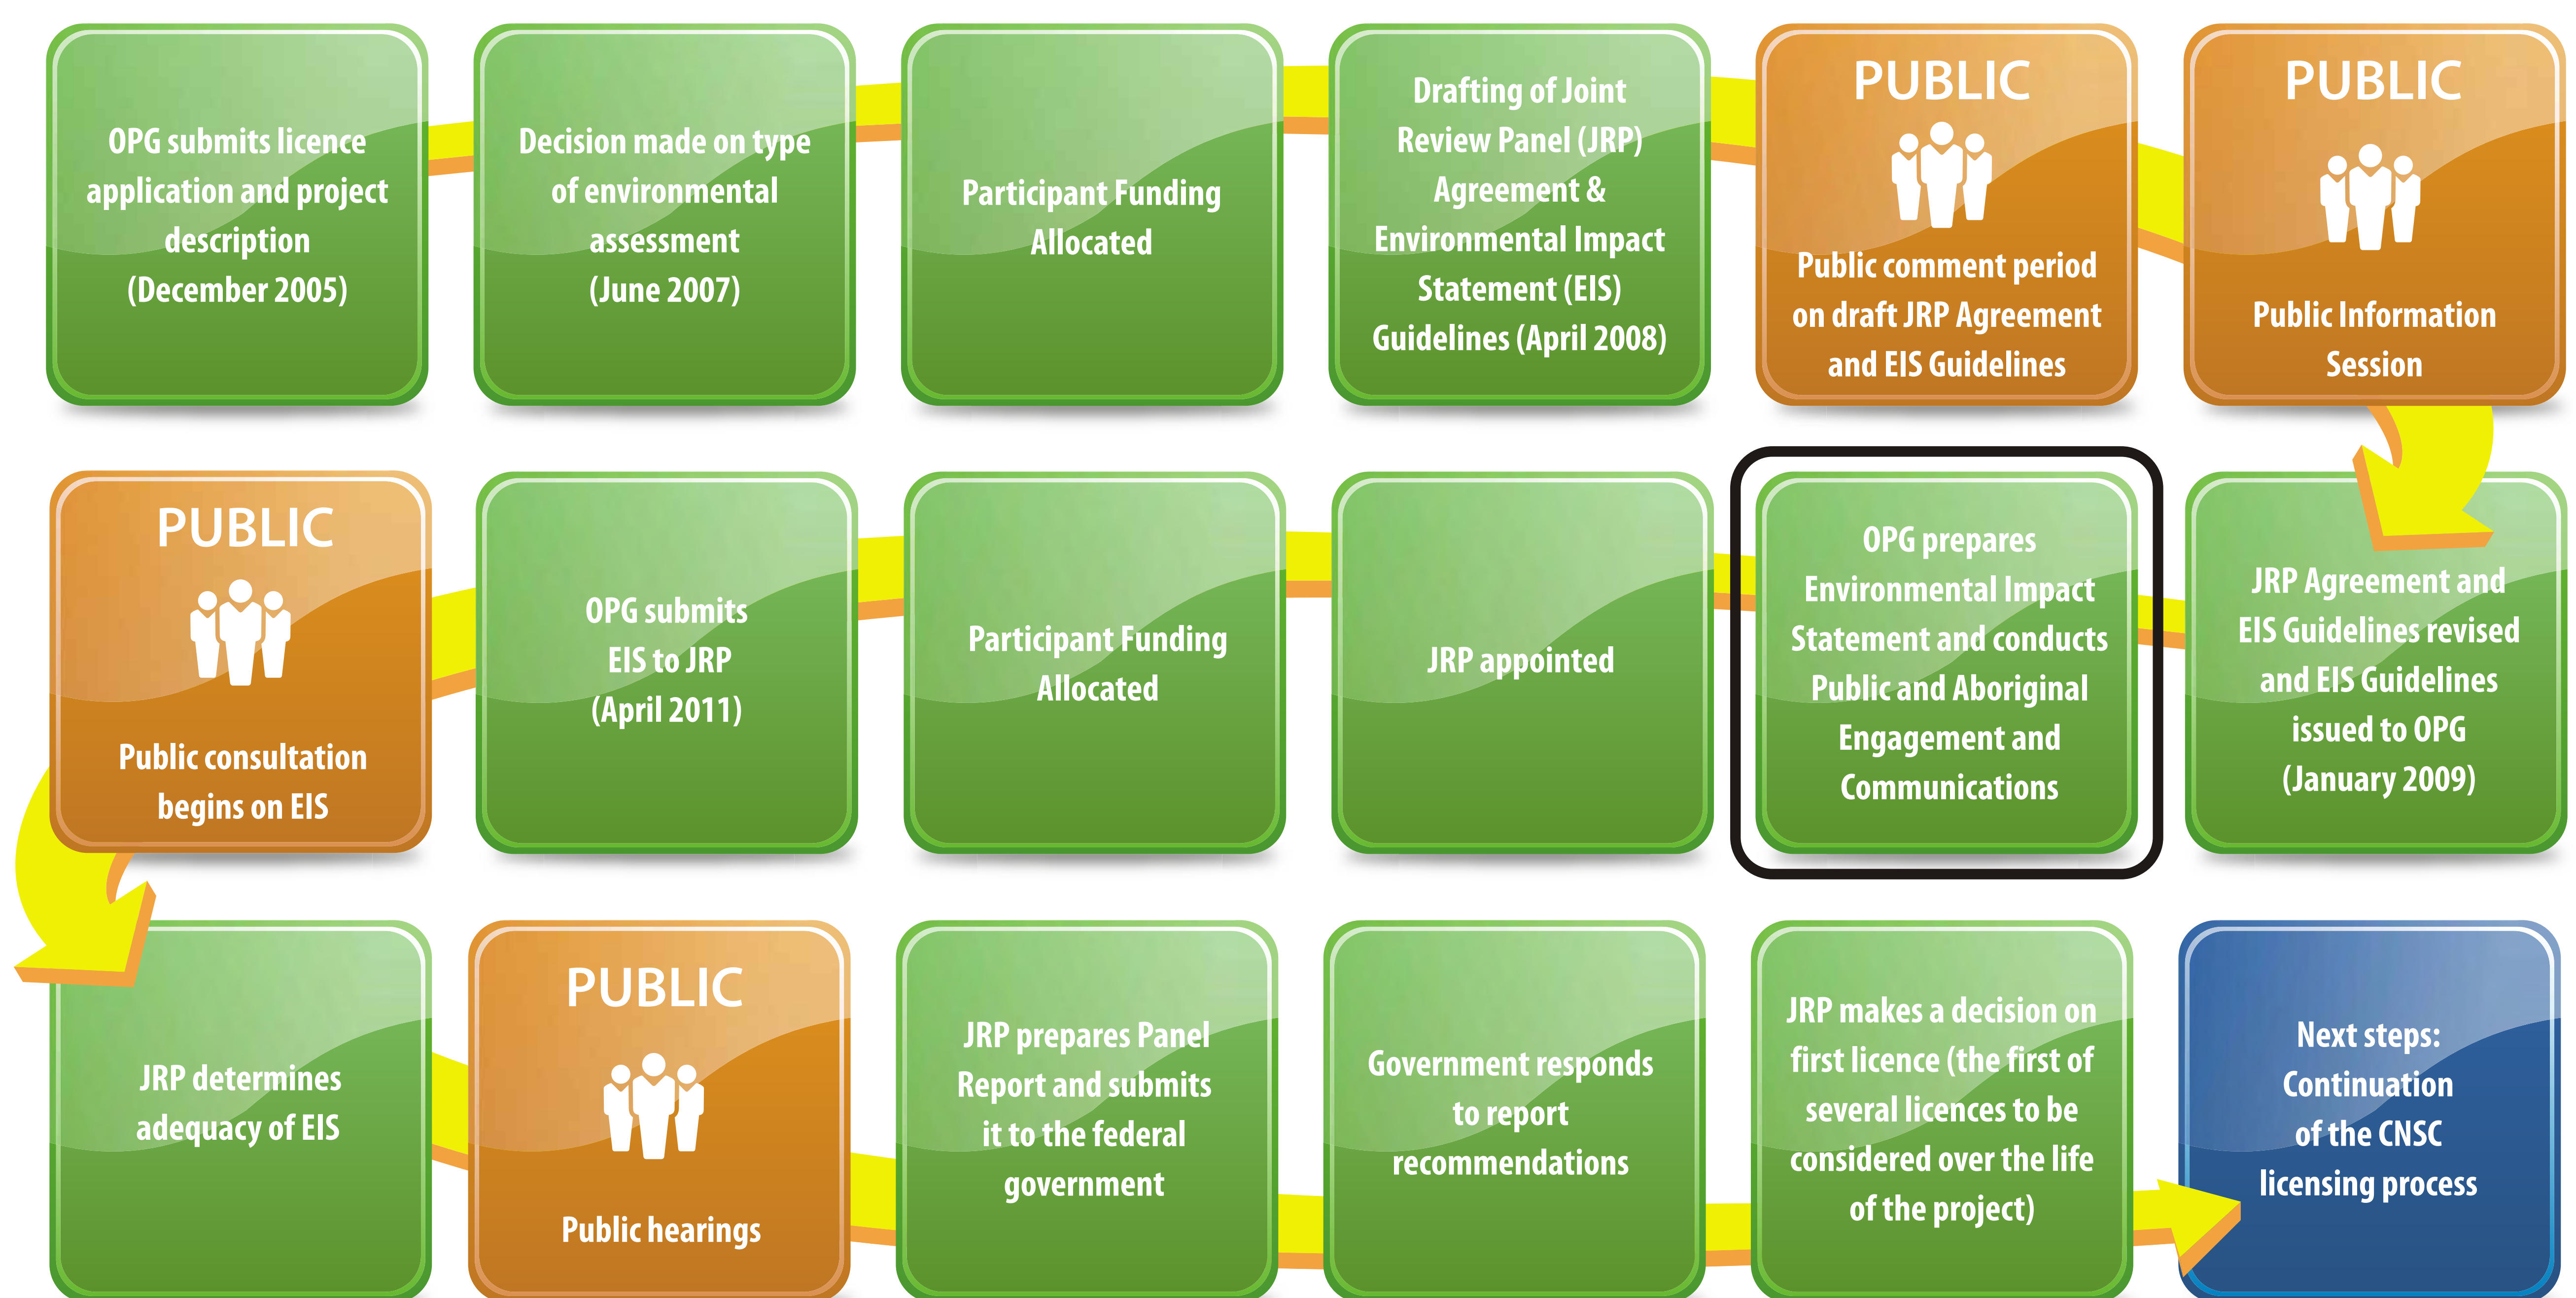 OPG submits licence
application and project
description
(December 2005)
Decision made on type
of environmental
assessment
(June 2007)
Participant Funding
Allocated
Drafting of Joint
Review Panel (JRP)
Agreement &
Environmental Impact
Statement (EIS)
Guidelines (April 2008)
PUBLIC
Public comment period
on draft JRP Agreement
and EIS Guidelines
PUBLIC
Public Information
Session
JRP Agreement and
EIS Guidelines revised
and EIS Guidelines
issued to OPG
(January 2009)
OPG prepares
Environmental Impact
Statement and conducts
Public and Aboriginal
Engagement and
Communications
JRP appointed
Participant Funding
Allocated
OPG submits
EIS to JRP
(April 2011)
PUBLIC
Public consultation
begins on EIS
JRP determines
adequacy of EIS
PUBLIC
Public hearings
JRP prepares Panel
Report and submits
it to the federal
government
Government responds
to report
recommendations
JRP makes a decision on
first licence (the first of
several licences to be
considered over the life
of the project)
Next steps:
Continuation
of the CNSC
licensing process